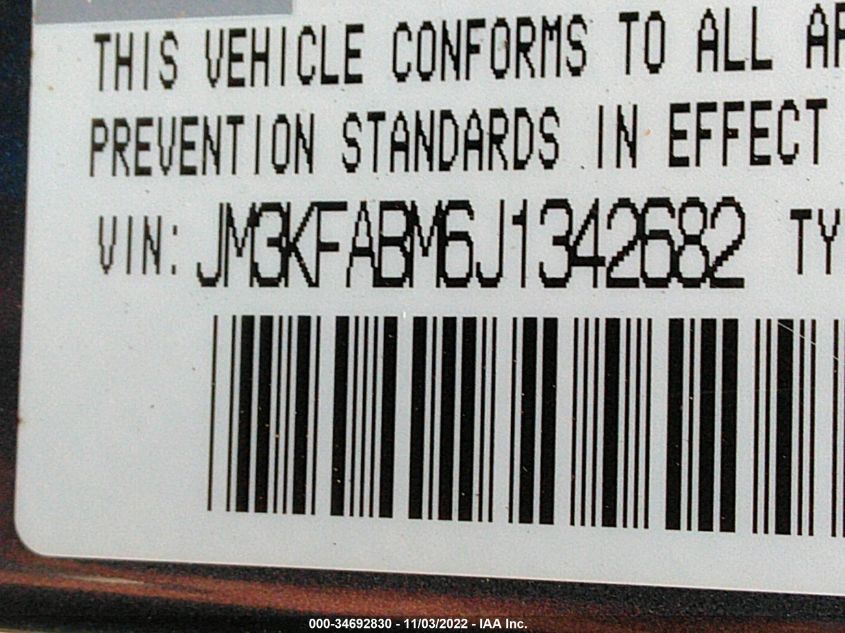 THIS VEHICLE CONFORMS TO ALL AP
PREVENTION STANDARDS IN EFFECT
VIN: JM3KFABM6J1342682 TY
000-34692830 - 11/03/2022 - IAA Inc.